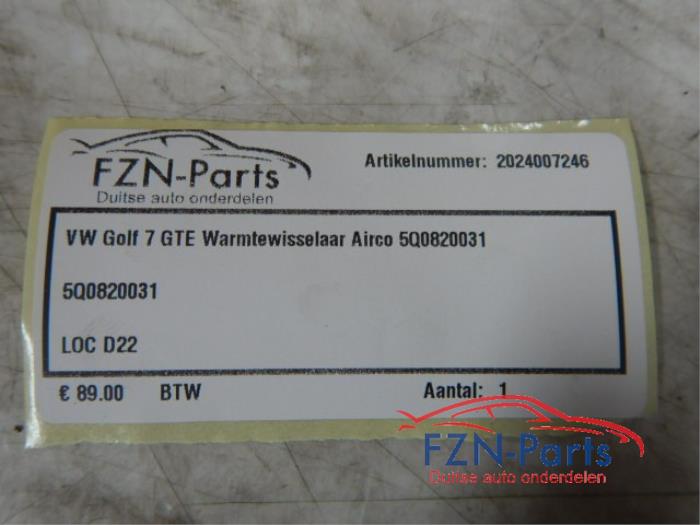 FZN-Parts
Duitse auto onderdelen
Artikelnummer: 2024007246
VW Golf 7 GTE Warmtewisselaar Airco 5Q0820031
5Q0820031
LOC D22
€ 89.00 BTW Aantal: 1
FZN-Parts
Duitse auto onderdelen